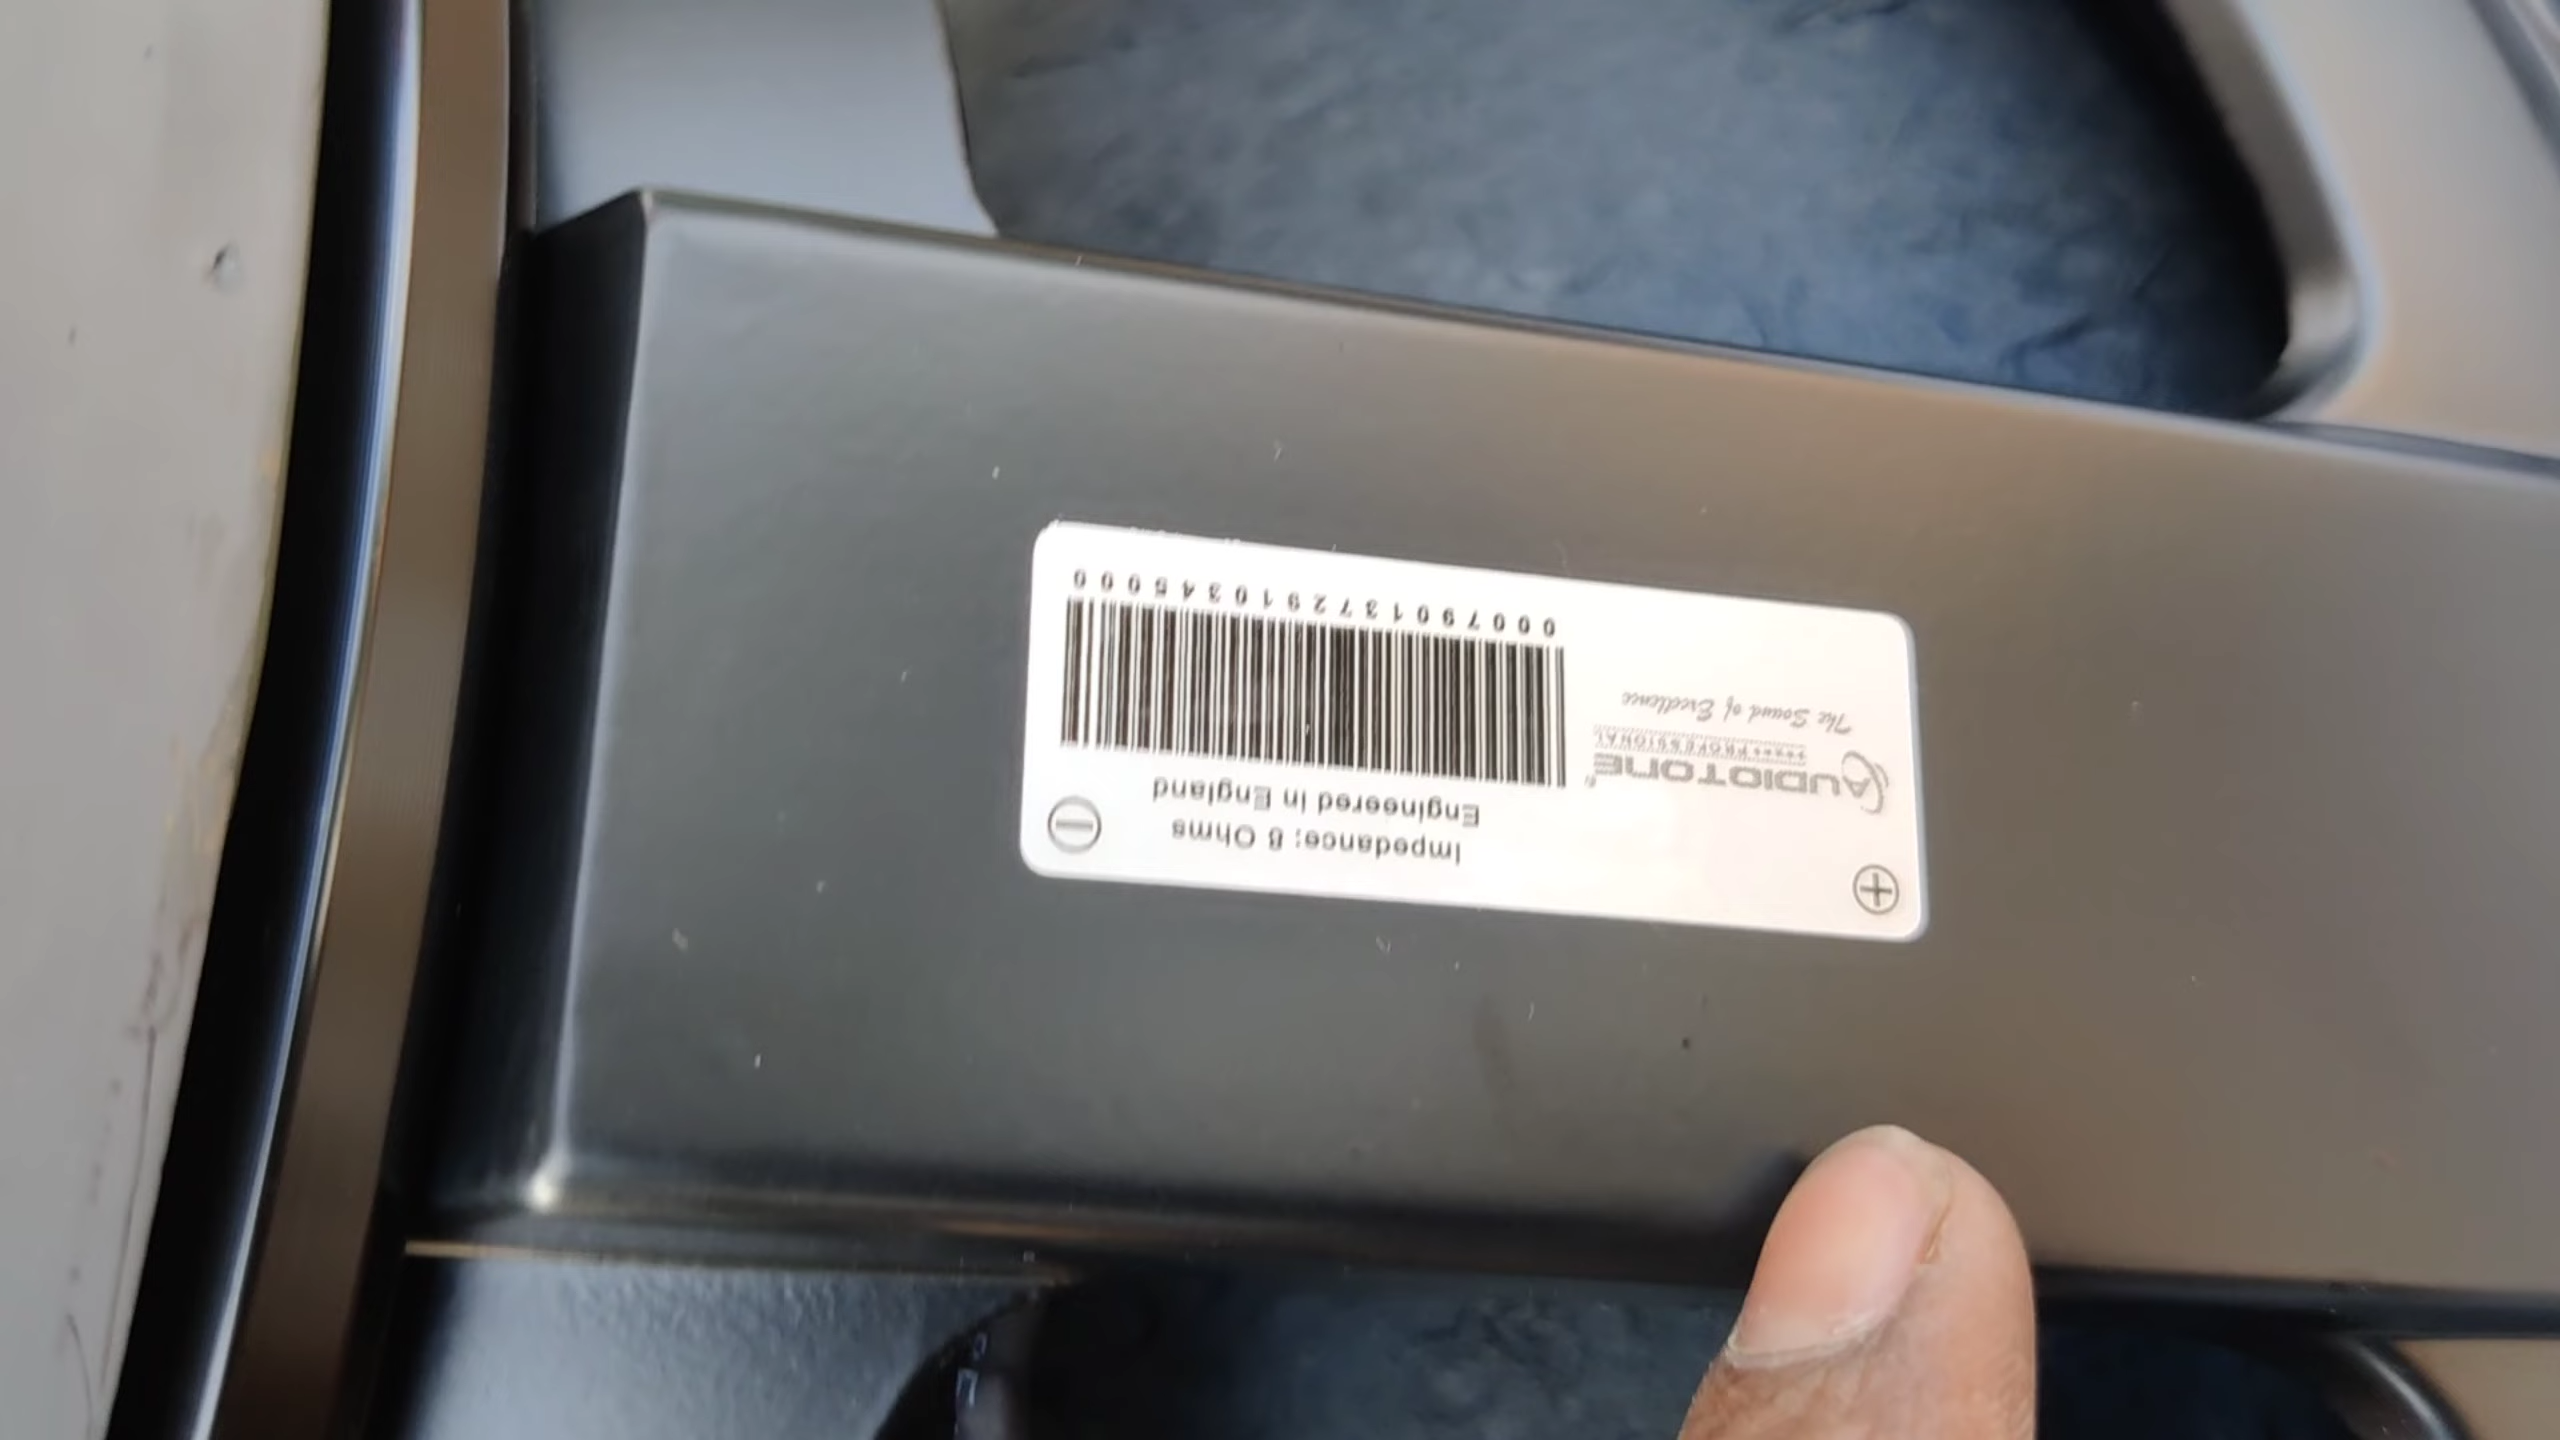 + Impedance: 8 Ohms −
Engineered in England
AUDIOTONE®
PROFESSIONAL
The Sound of Excellence
0007901372910345000